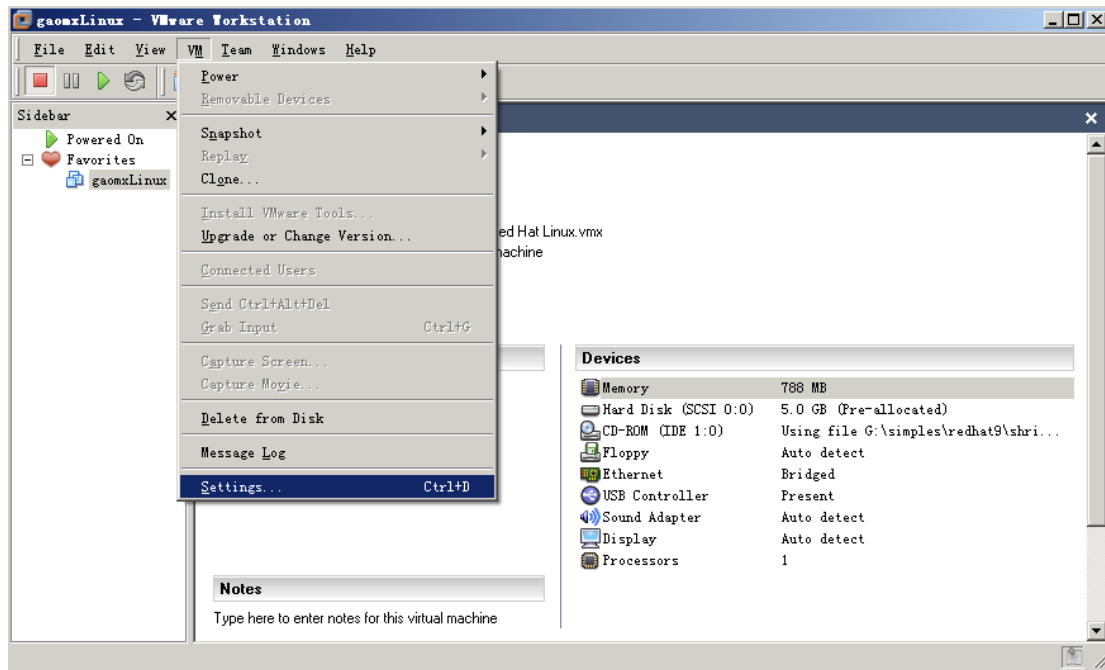 gaomxLinux - VMware Workstation
File Edit View VM Team Windows Help
Sidebar
Powered On
Favorites
gaomxLinux
Power
Removable Devices
Snapshot
Replay
Clone...
Install VMware Tools...
Upgrade or Change Version...
Connected Users
Send Ctrl+Alt+Del
Grab Input Ctrl+G
Capture Screen...
Capture Movie...
Delete from Disk
Message Log
Settings... Ctrl+D
ed Hat Linux.vmx
machine
Devices
Memory 788 MB
Hard Disk (SCSI 0:0) 5.0 GB (Pre-allocated)
CD-ROM (IDE 1:0) Using file G:\simples\redhat9\shri...
Floppy Auto detect
Ethernet Bridged
USB Controller Present
Sound Adapter Auto detect
Display Auto detect
Processors 1
Notes
Type here to enter notes for this virtual machine